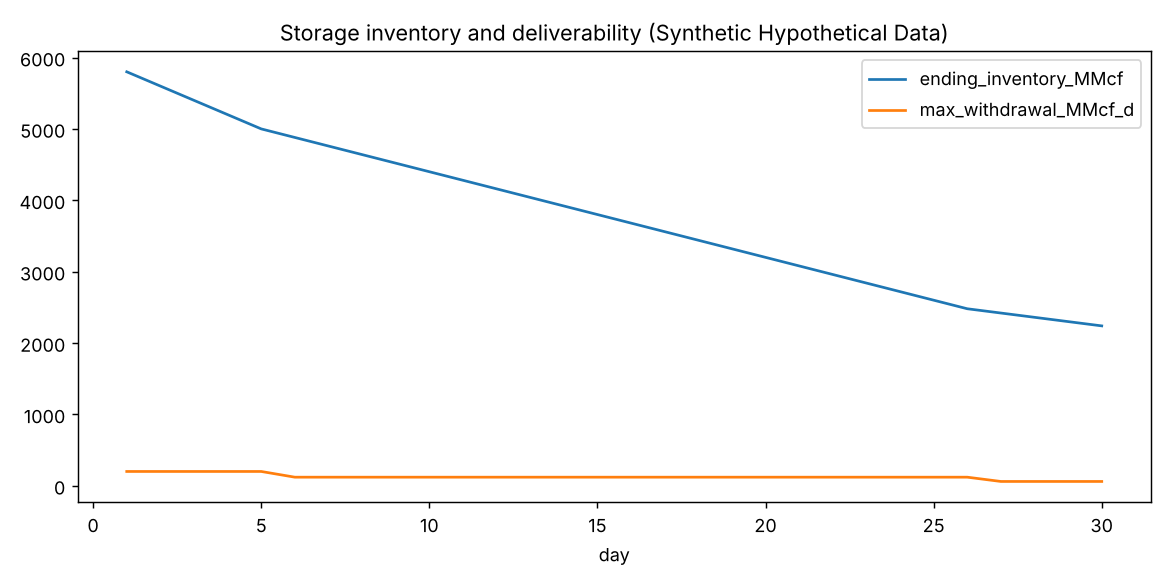 Storage inventory and deliverability (Synthetic Hypothetical Data)
ending_inventory_MMcf
max_withdrawal_MMcf_d
6000
5000
4000
3000
2000
1000
0
0 5 10 15 20 25 30
day